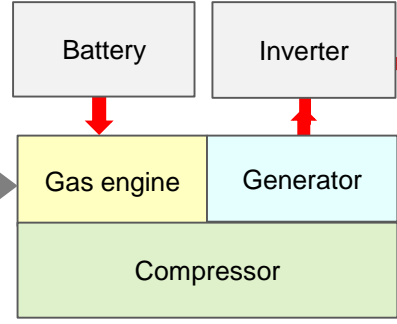 Battery
Inverter
Gas engine
Generator
Compressor